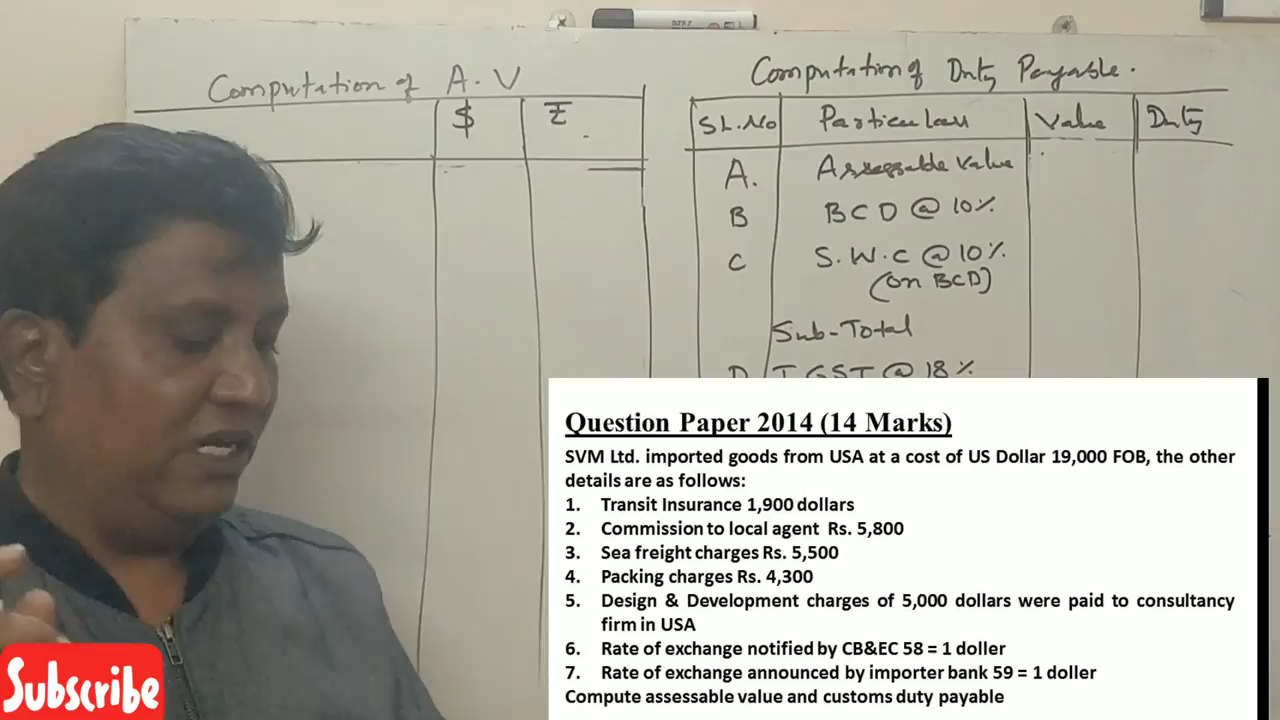 Computation of A.V
$ ₹
Computation of Duty Payable.
SL.No Particulars Value Duty
A. Assessable value
B BCD @ 10%
C S.W.C @ 10%
(on BCD)
Sub-Total
D IGST @ 18%
Question Paper 2014 (14 Marks)
SVM Ltd. imported goods from USA at a cost of US Dollar 19,000 FOB, the other
details are as follows:
1. Transit Insurance 1,900 dollars
2. Commission to local agent Rs. 5,800
3. Sea freight charges Rs. 5,500
4. Packing charges Rs. 4,300
5. Design & Development charges of 5,000 dollars were paid to consultancy
firm in USA
6. Rate of exchange notified by CB&EC 58 = 1 doller
7. Rate of exchange announced by importer bank 59 = 1 doller
Compute assessable value and customs duty payable
Subscribe